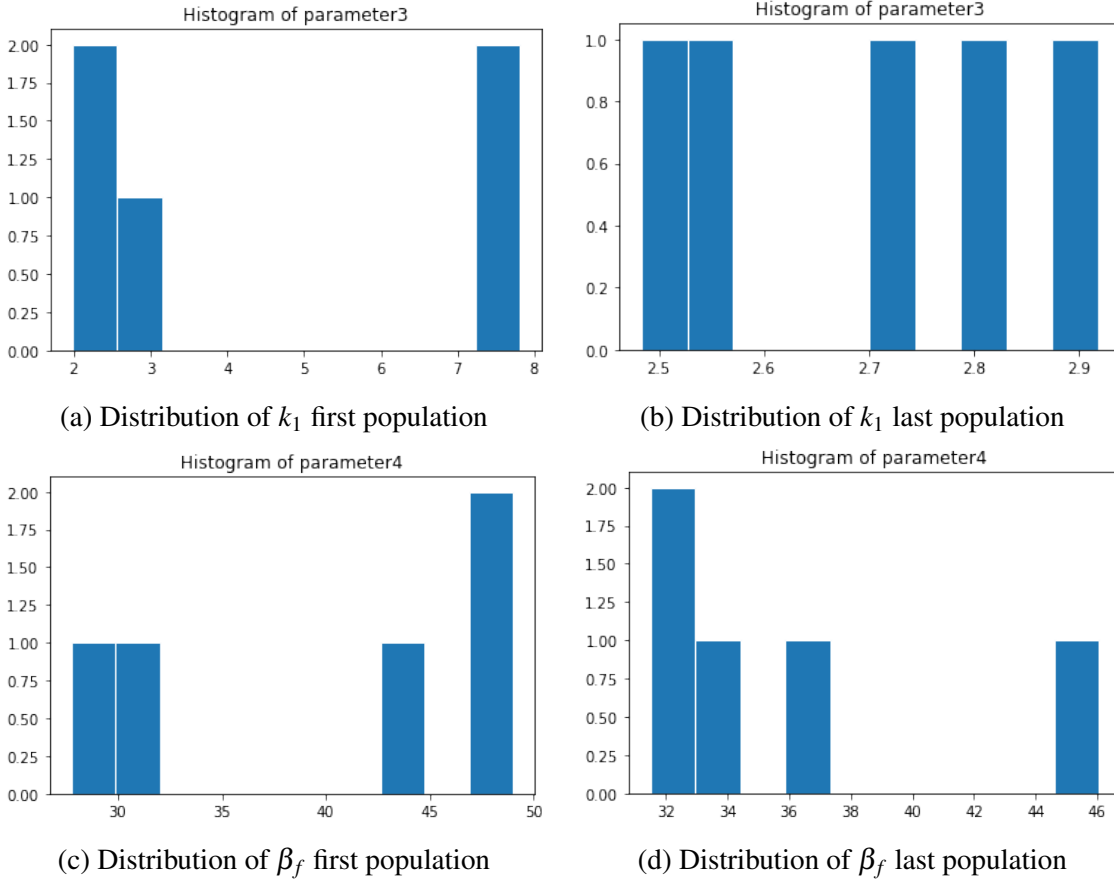 Histogram of parameter3
2.00
1.75
1.50
1.25
1.00
0.75
0.50
0.25
0.00
2 3 4 5 6 7 8
(a) Distribution of k₁ first population
Histogram of parameter3
1.0
0.8
0.6
0.4
0.2
0.0
2.5 2.6 2.7 2.8 2.9
(b) Distribution of k₁ last population
Histogram of parameter4
2.00
1.75
1.50
1.25
1.00
0.75
0.50
0.25
0.00
30 35 40 45 50
(c) Distribution of β_f first population
Histogram of parameter4
2.00
1.75
1.50
1.25
1.00
0.75
0.50
0.25
0.00
32 34 36 38 40 42 44 46
(d) Distribution of β_f last population